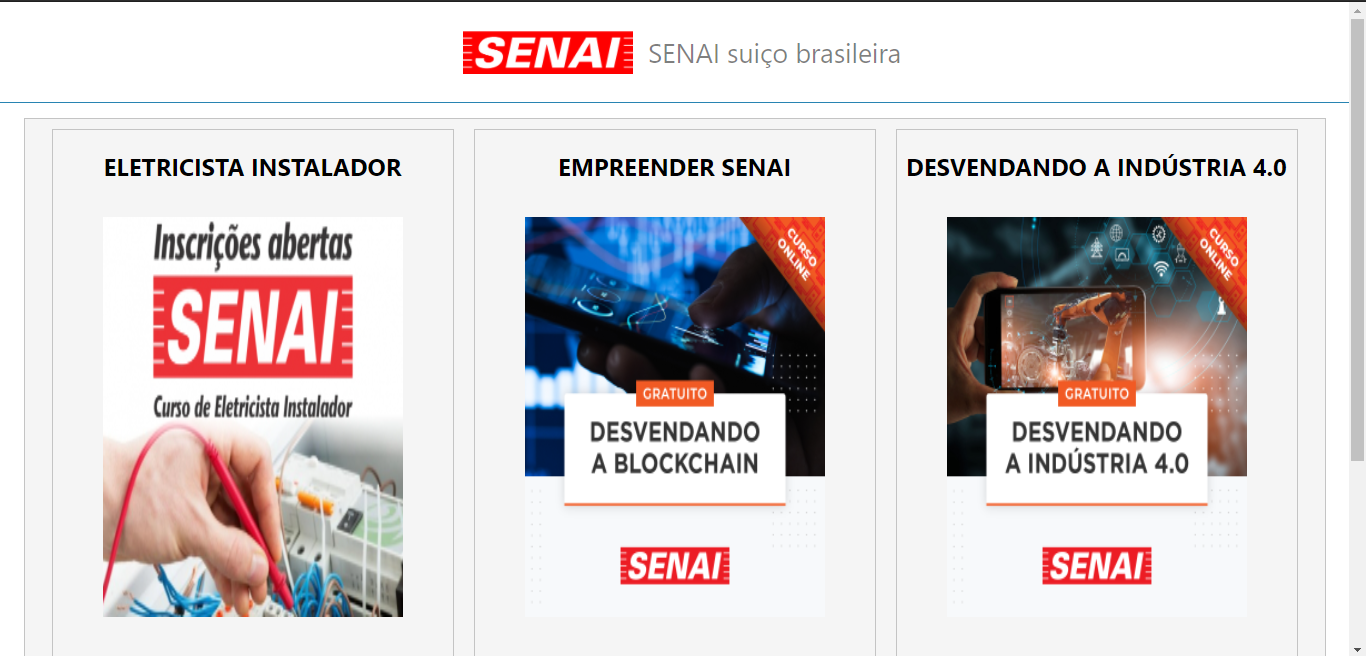 SENAI
SENAI suiço brasileira
ELETRICISTA INSTALADOR
Inscrições abertas
SENAI
Curso de Eletricista Instalador
EMPREENDER SENAI
CURSO
ONLINE
GRATUITO
DESVENDANDO
A BLOCKCHAIN
SENAI
DESVENDANDO A INDÚSTRIA 4.0
CURSO
ONLINE
GRATUITO
DESVENDANDO
A INDÚSTRIA 4.0
SENAI